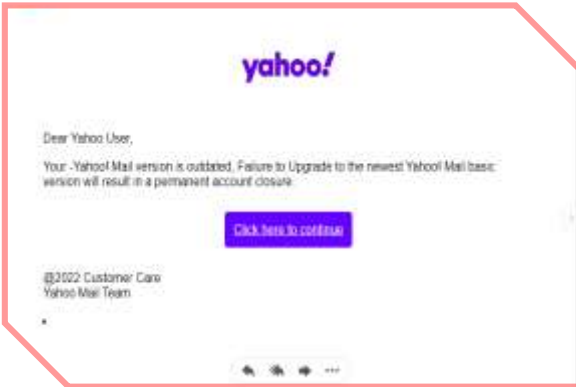 yahoo!
Dear Yahoo User,
Your -Yahoo! Mail version is outdated, Failure to Upgrade to the newest Yahoo! Mail basic
version will result in a permanent account closure
Click here to continue
@2022 Customer Care
Yahoo Mail Team